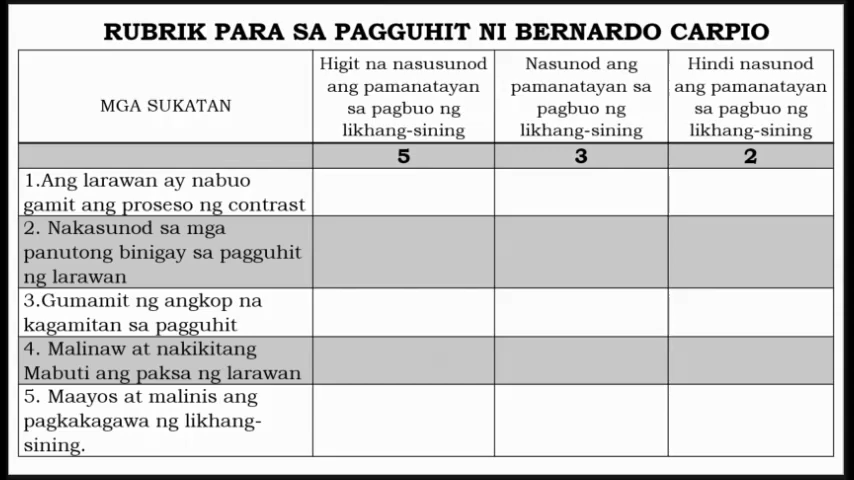 RUBRIK PARA SA PAGGUHIT NI BERNARDO CARPIO
MGA SUKATAN
Higit na nasusunod
ang pamanatayan
sa pagbuo ng
likhang-sining
Nasunod ang
pamanatayan sa
pagbuo ng
likhang-sining
Hindi nasunod
ang pamanatayan
sa pagbuo ng
likhang-sining
5
3
2
1.Ang larawan ay nabuo
gamit ang proseso ng contrast
2. Nakasunod sa mga
panutong binigay sa pagguhit
ng larawan
3.Gumamit ng angkop na
kagamitan sa pagguhit
4. Malinaw at nakikitang
Mabuti ang paksa ng larawan
5. Maayos at malinis ang
pagkakagawa ng likhang-
sining.